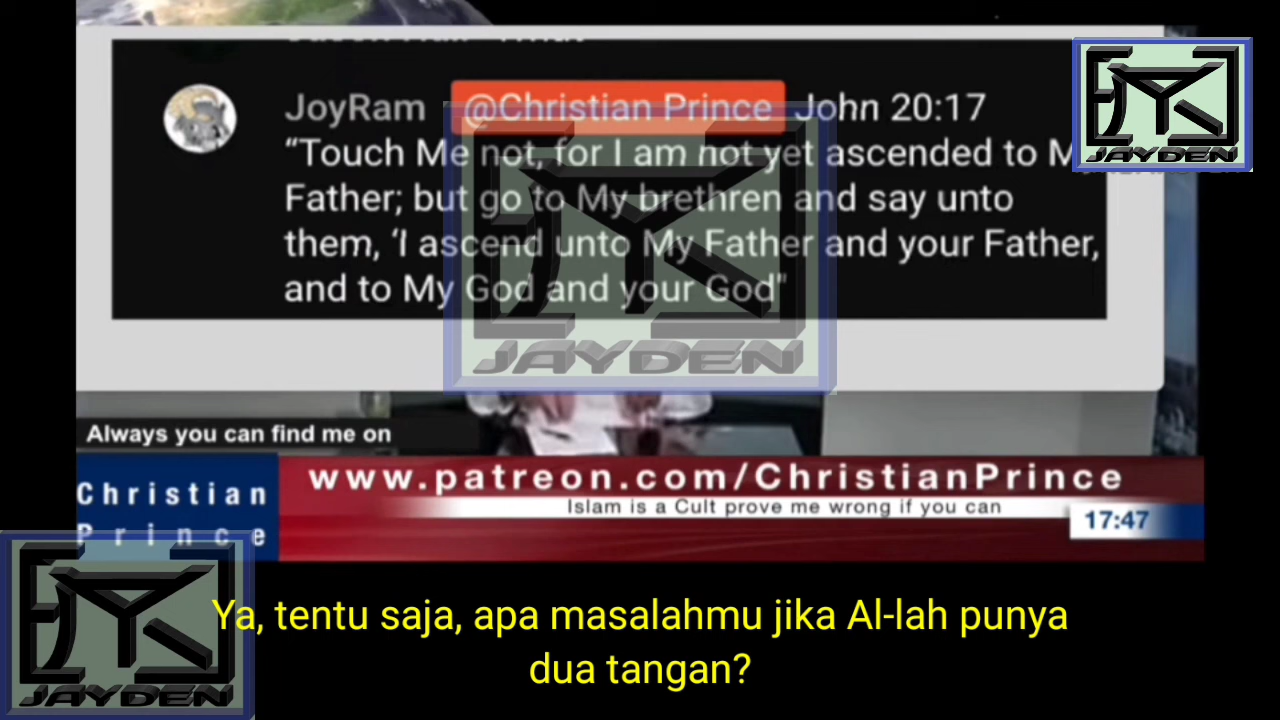 JoyRam @Christian Prince John 20:17
"Touch Me not, for I am not yet ascended to
Father; but go to My brethren and say unto
them, 'I ascend unto My Father and your Father,
and to My God and your God"
JAYDEN
JAYDEN
Always you can find me on
www.patreon.com/ChristianPrince
Christian
Prince
Islam is a Cult prove me wrong if you can
17:47
JAYDEN
Ya, tentu saja, apa masalahmu jika Al-lah punya
dua tangan?